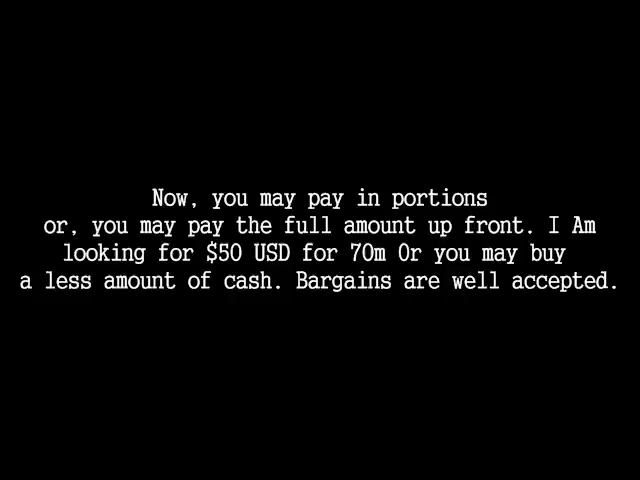 Now, you may pay in portions
or, you may pay the full amount up front. I Am
looking for $50 USD for 70m Or you may buy
a less amount of cash. Bargains are well accepted.